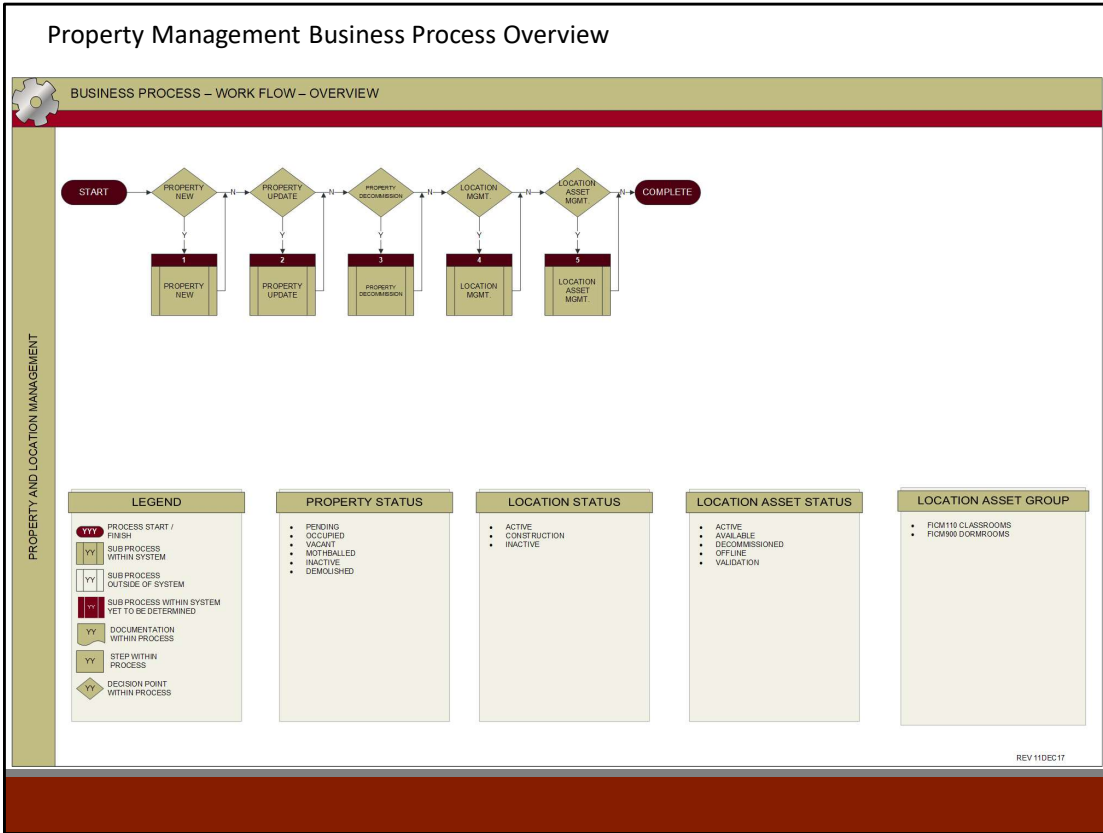 Property Management Business Process Overview
BUSINESS PROCESS – WORK FLOW – OVERVIEW
PROPERTY AND LOCATION MANAGEMENT
START
PROPERTY
NEW
N
PROPERTY
UPDATE
N
PROPERTY
DECOMMISSION
N
LOCATION
MGMT.
N
LOCATION
ASSET
MGMT.
N
COMPLETE
Y
Y
Y
Y
Y
1
PROPERTY
NEW
2
PROPERTY
UPDATE
3
PROPERTY
DECOMMISSION
4
LOCATION
MGMT.
5
LOCATION
ASSET
MGMT.
LEGEND
YYY
PROCESS START /
FINISH
YY
SUB PROCESS
WITHIN SYSTEM
YY
SUB PROCESS
OUTSIDE OF SYSTEM
YY
SUB PROCESS WITHIN SYSTEM
YET TO BE DETERMINED
YY
DOCUMENTATION
WITHIN PROCESS
YY
STEP WITHIN
PROCESS
YY
DECISION POINT
WITHIN PROCESS
PROPERTY STATUS
• PENDING
• OCCUPIED
• VACANT
• MOTHBALLED
• INACTIVE
• DEMOLISHED
LOCATION STATUS
• ACTIVE
• CONSTRUCTION
• INACTIVE
LOCATION ASSET STATUS
• ACTIVE
• AVAILABLE
• DECOMMISSIONED
• OFFLINE
• VALIDATION
LOCATION ASSET GROUP
• FICM110 CLASSROOMS
• FICM900 DORMROOMS
REV 11DEC17